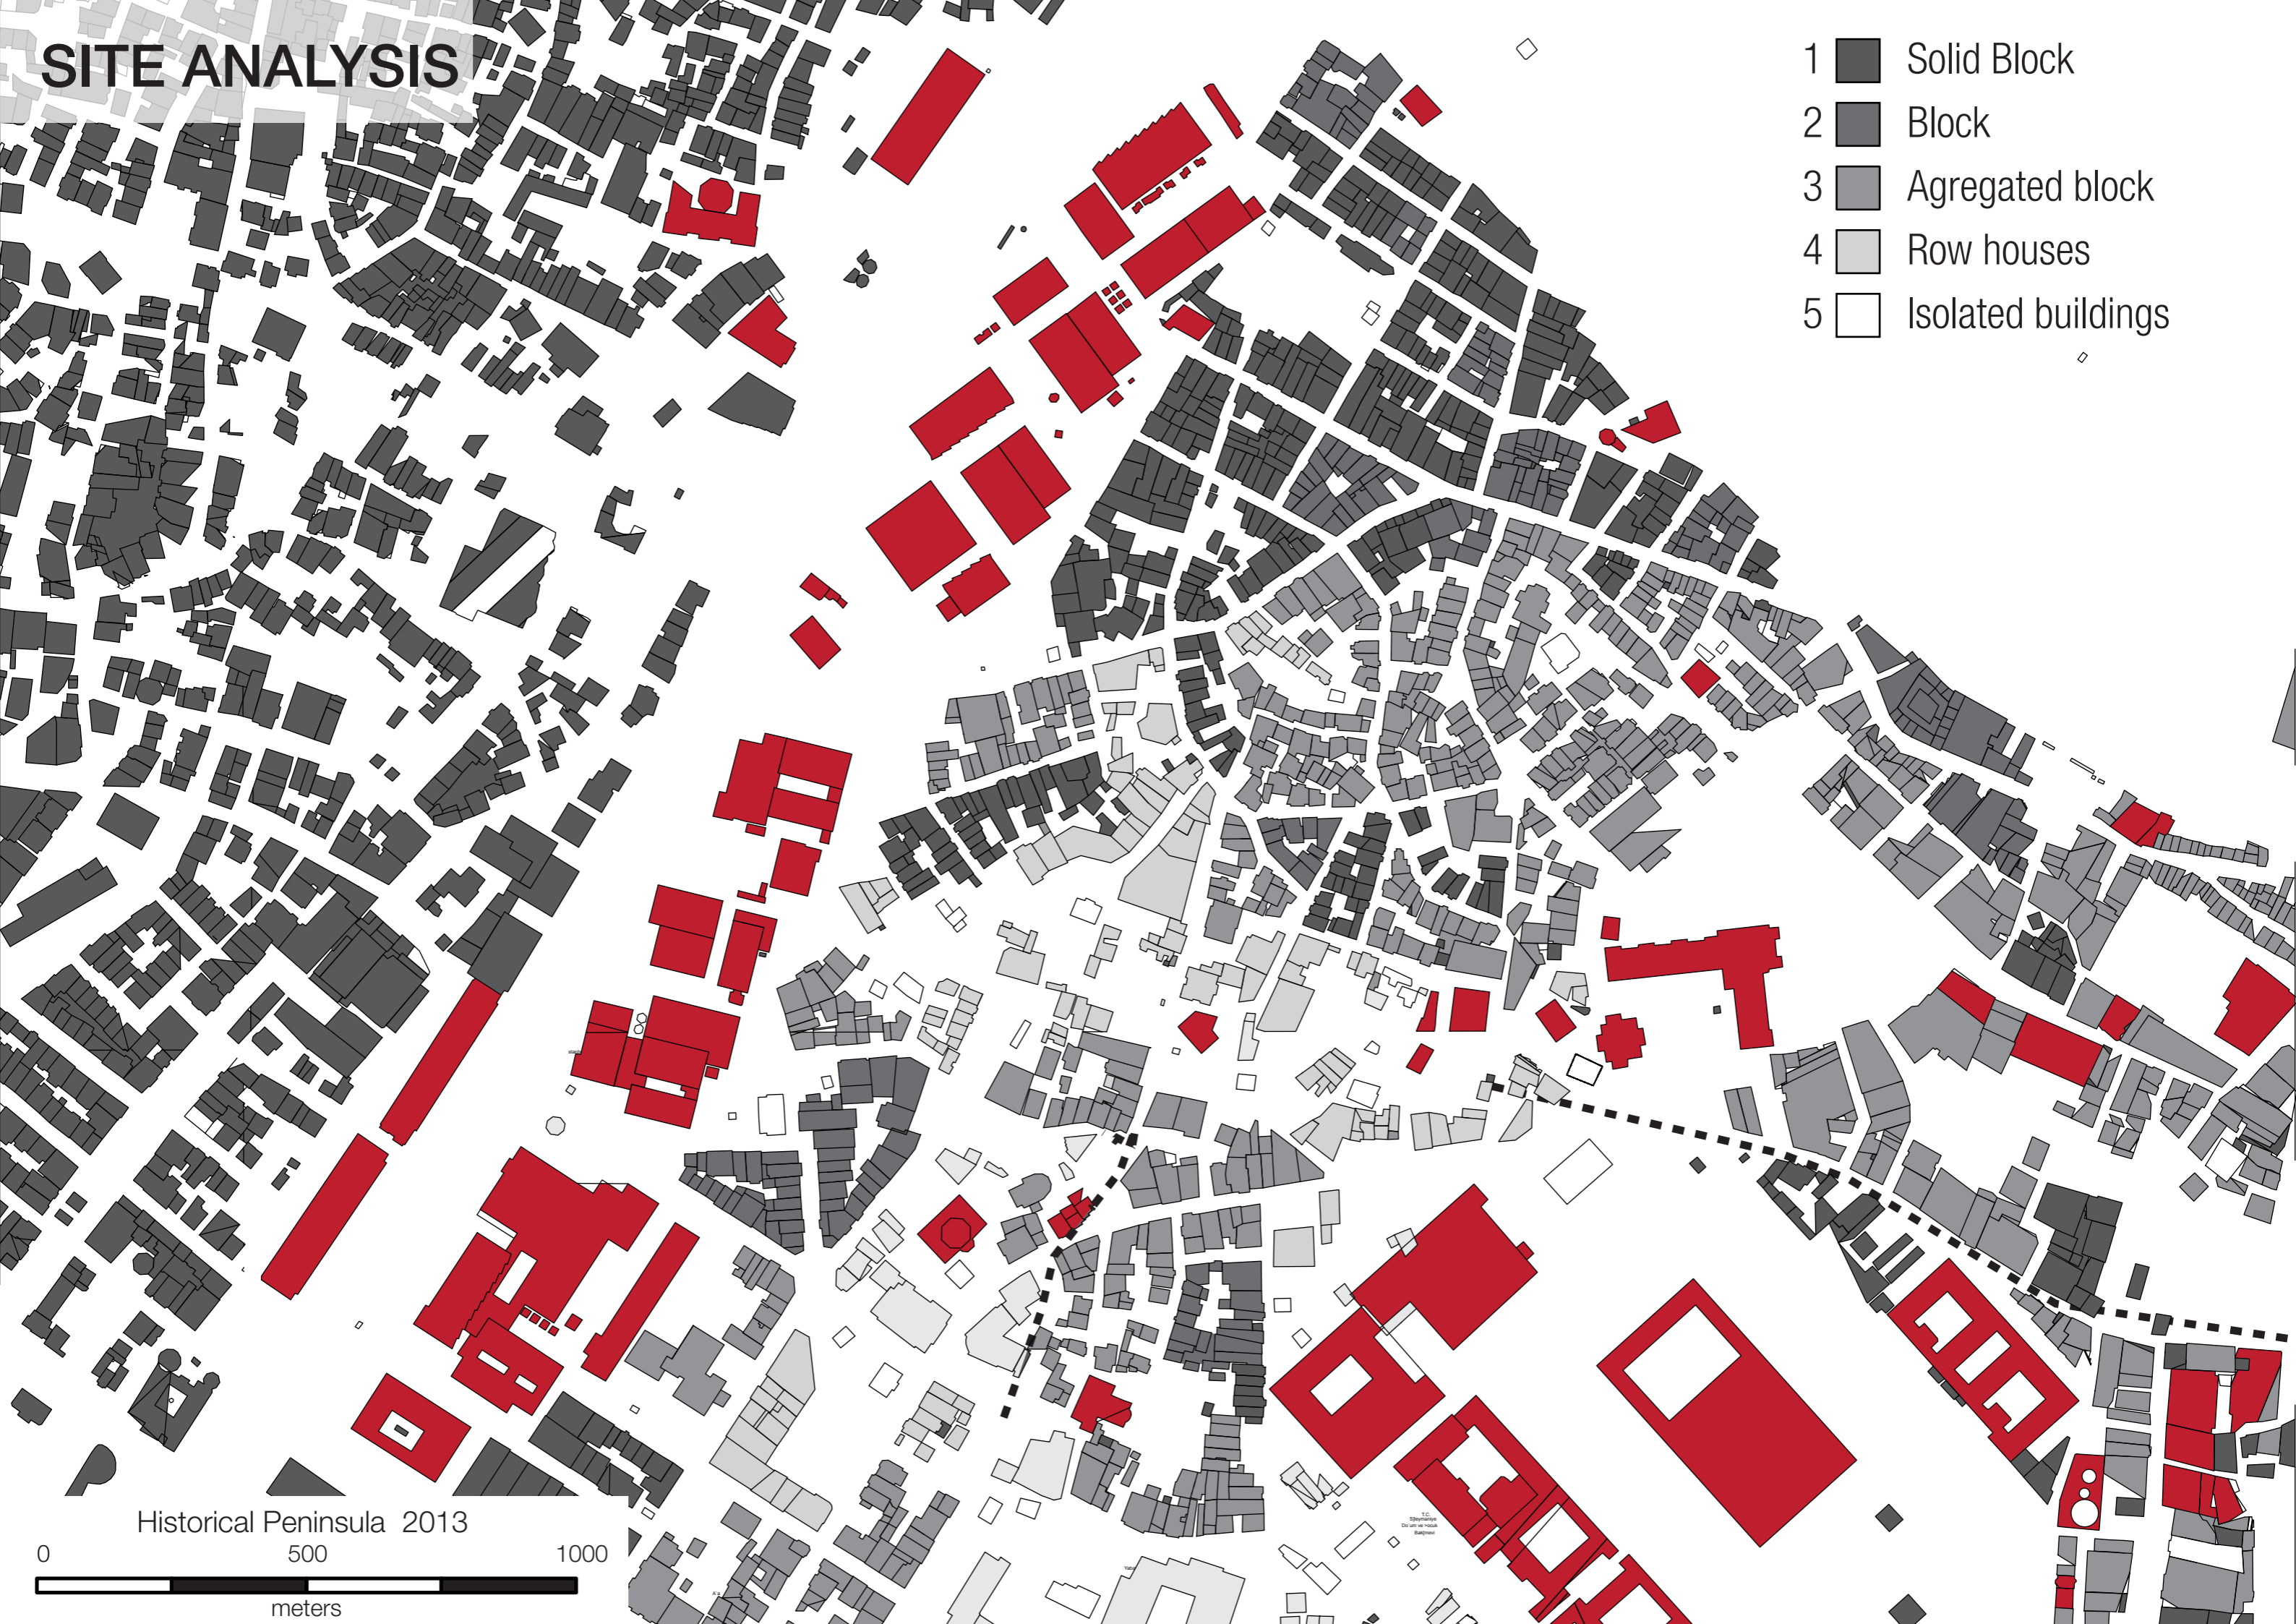 SITE ANALYSIS
1 Solid Block
2 Block
3 Agregated block
4 Row houses
5 Isolated buildings
T.C.
Historical Peninsula 2013
0 500 1000
meters